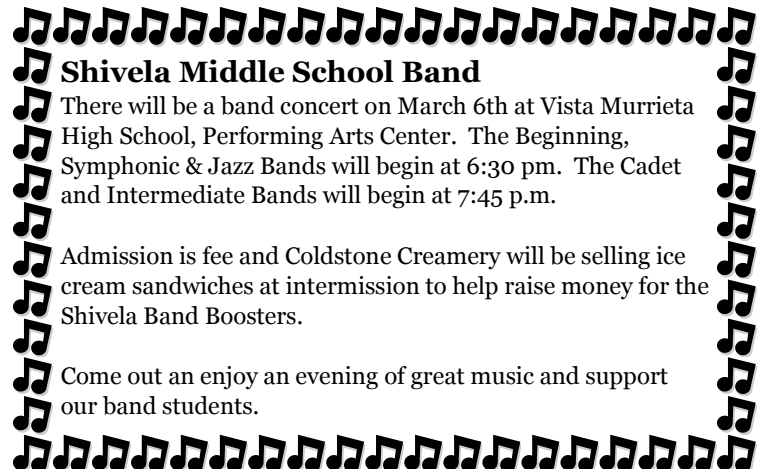 Shivela Middle School Band
There will be a band concert on March 6th at Vista Murrieta
High School, Performing Arts Center.  The Beginning,
Symphonic & Jazz Bands will begin at 6:30 pm.  The Cadet
and Intermediate Bands will begin at 7:45 p.m.
Admission is fee and Coldstone Creamery will be selling ice
cream sandwiches at intermission to help raise money for the
Shivela Band Boosters.
Come out an enjoy an evening of great music and support
our band students.